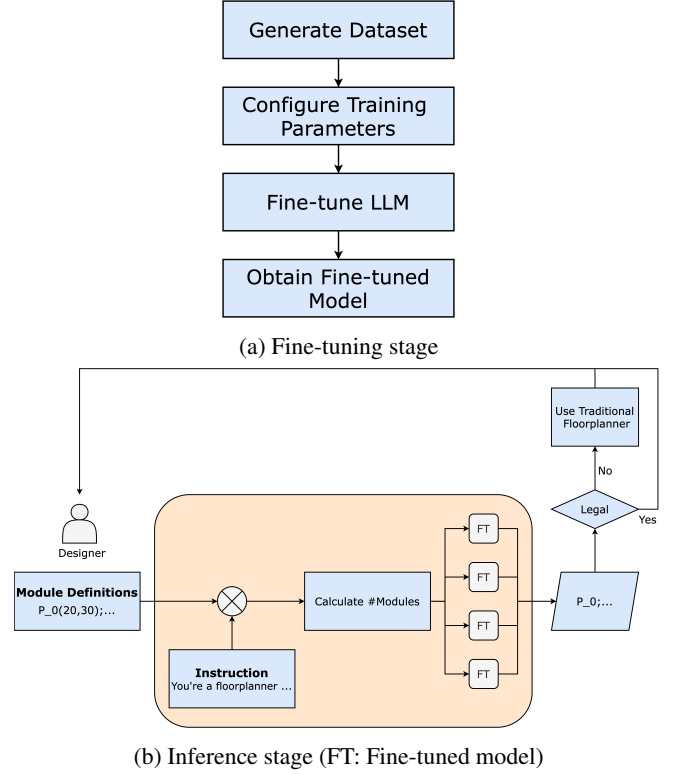 Generate Dataset
Configure Training
Parameters
Fine-tune LLM
Obtain Fine-tuned
Model
(a) Fine-tuning stage
Use Traditional
Floorplanner
No
Legal
Yes
Designer
Module Definitions
P_0(20,30);...
Instruction
You're a floorplanner ...
Calculate #Modules
FT
FT
FT
FT
P_0;...
(b) Inference stage (FT: Fine-tuned model)